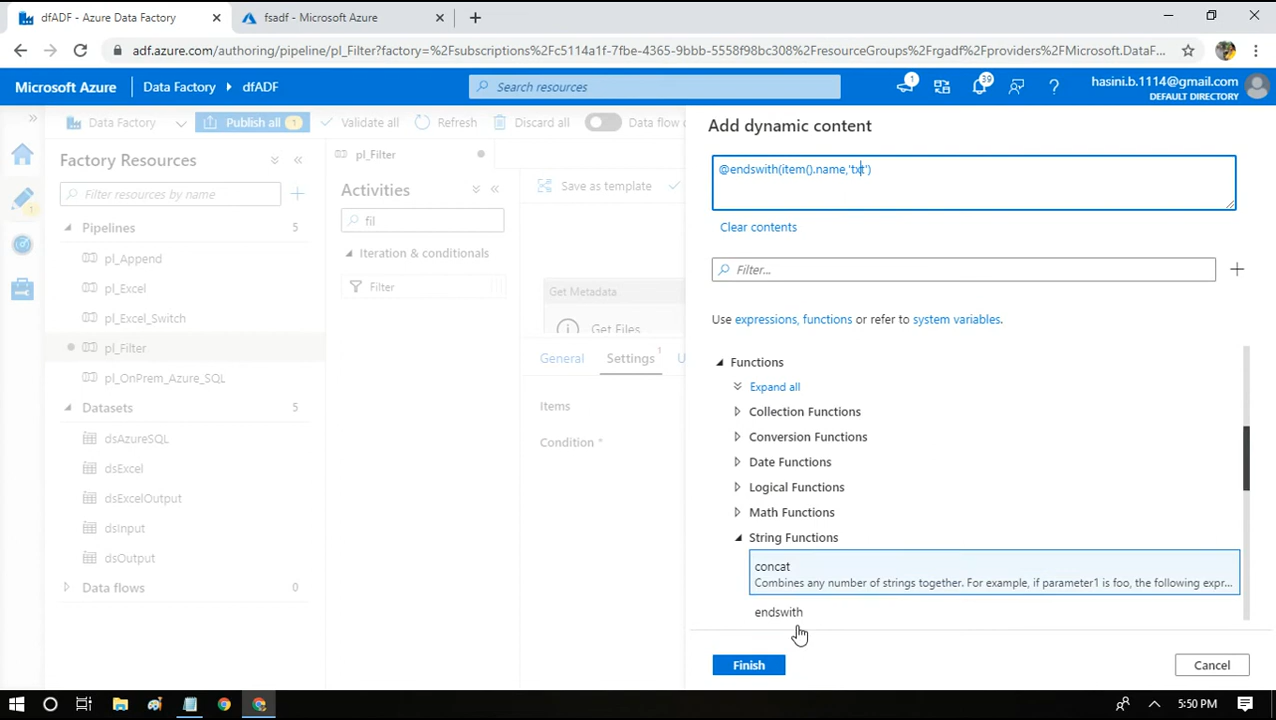 dfADF - Azure Data Factory
fsadf - Microsoft Azure
adf.azure.com/authoring/pipeline/pl_Filter?factory=%2Fsubscriptions%2Fc5114a1f-7fbe-4365-9bbb-5558f98bc308%2FresourceGroups%2Frgadf%2Fproviders%2FMicrosoft.DataF...
Microsoft Azure
Data Factory
dfADF
Search resources
1
39
hasini.b.1114@gmail.com
DEFAULT DIRECTORY
Data Factory
Publish all 1
Validate all
Refresh
Discard all
Data flow
Factory Resources
Filter resources by name
Pipelines 5
pl_Append
pl_Excel
pl_Excel_Switch
pl_Filter
pl_OnPrem_Azure_SQL
Datasets 5
dsAzureSQL
dsExcel
dsExcelOutput
dsInput
dsOutput
Data flows 0
pl_Filter
Activities
fil
Iteration & conditionals
Filter
Save as template
Get Metadata
Get Files
General
Settings 1
U
Items
Condition *
Add dynamic content
@endswith(item().name,'txt')
Clear contents
Filter...
Use expressions, functions or refer to system variables.
Functions
Expand all
Collection Functions
Conversion Functions
Date Functions
Logical Functions
Math Functions
String Functions
concat
Combines any number of strings together. For example, if parameter1 is foo, the following expr...
endswith
Finish
Cancel
5:50 PM